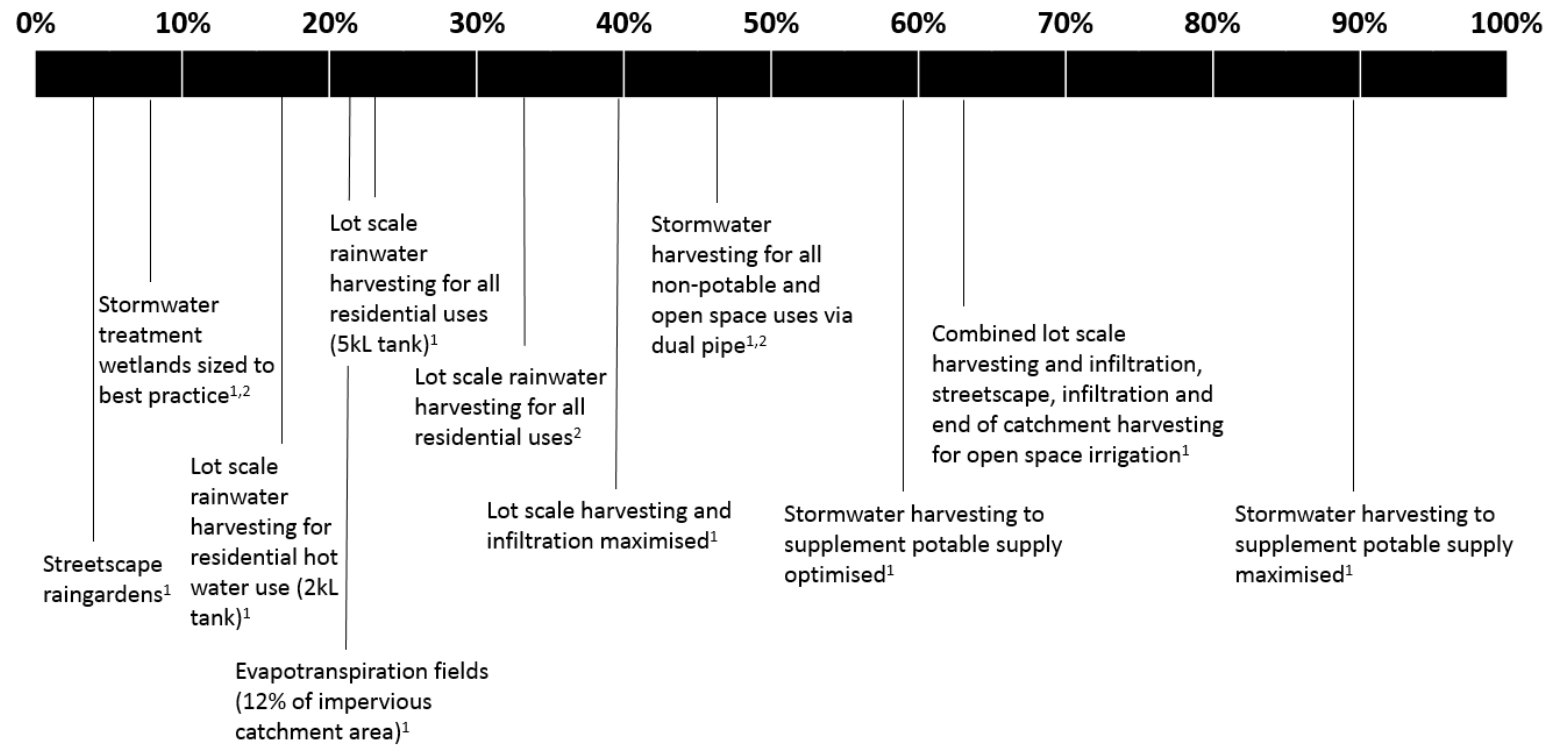 0% 10% 20% 30% 40% 50% 60% 70% 80% 90% 100%
Streetscape
raingardens¹
Stormwater
treatment
wetlands sized to
best practice¹,²
Lot scale
rainwater
harvesting for
residential hot
water use (2kL
tank)¹
Lot scale
rainwater
harvesting for all
residential uses
(5kL tank)¹
Evapotranspiration fields
(12% of impervious
catchment area)¹
Lot scale rainwater
harvesting for all
residential uses²
Lot scale harvesting and
infiltration maximised¹
Stormwater
harvesting for all
non-potable and
open space uses via
dual pipe¹,²
Stormwater harvesting to
supplement potable supply
optimised¹
Combined lot scale
harvesting and infiltration,
streetscape, infiltration and
end of catchment harvesting
for open space irrigation¹
Stormwater harvesting to
supplement potable supply
maximised¹